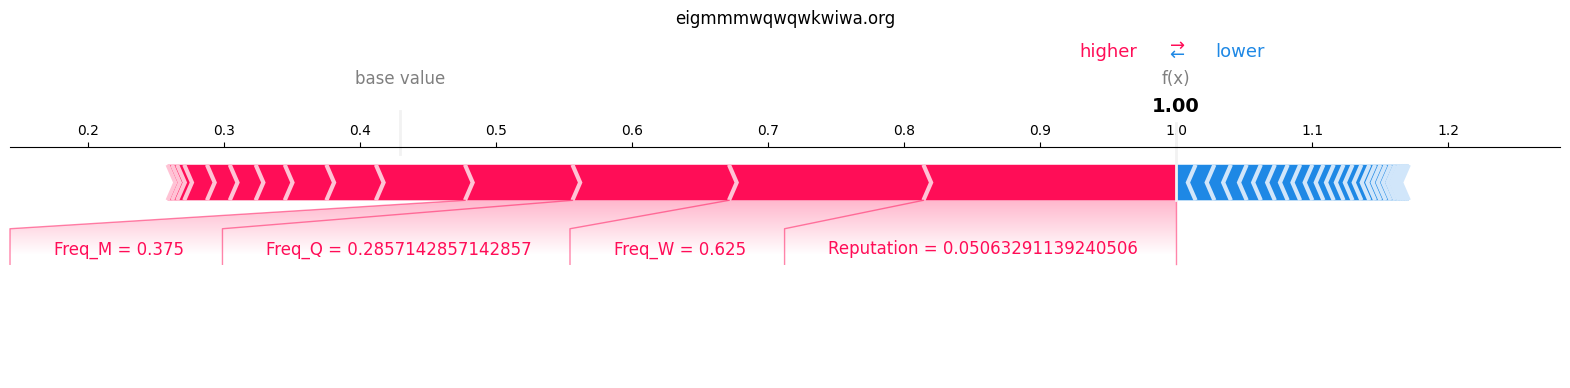 eigmmmwqwqwkwiwa.org
higher ⇄ lower
base value f(x)
1.00
0.2 0.3 0.4 0.5 0.6 0.7 0.8 0.9 1.0 1.1 1.2
Freq_M = 0.375 Freq_Q = 0.2857142857142857 Freq_W = 0.625 Reputation = 0.05063291139240506